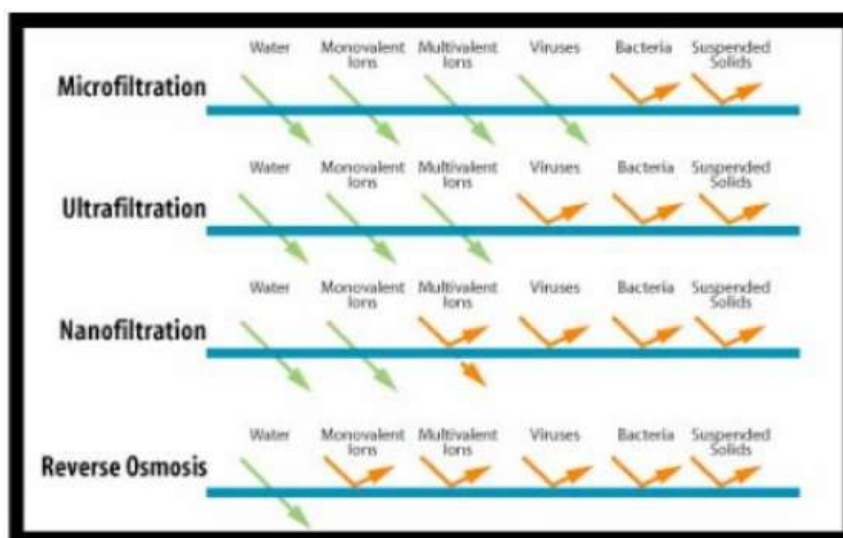 Water Monovalent Ions Multivalent Ions Viruses Bacteria Suspended Solids
Microfiltration
Water Monovalent Ions Multivalent Ions Viruses Bacteria Suspended Solids
Ultrafiltration
Water Monovalent Ions Multivalent Ions Viruses Bacteria Suspended Solids
Nanofiltration
Water Monovalent Ions Multivalent Ions Viruses Bacteria Suspended Solids
Reverse Osmosis